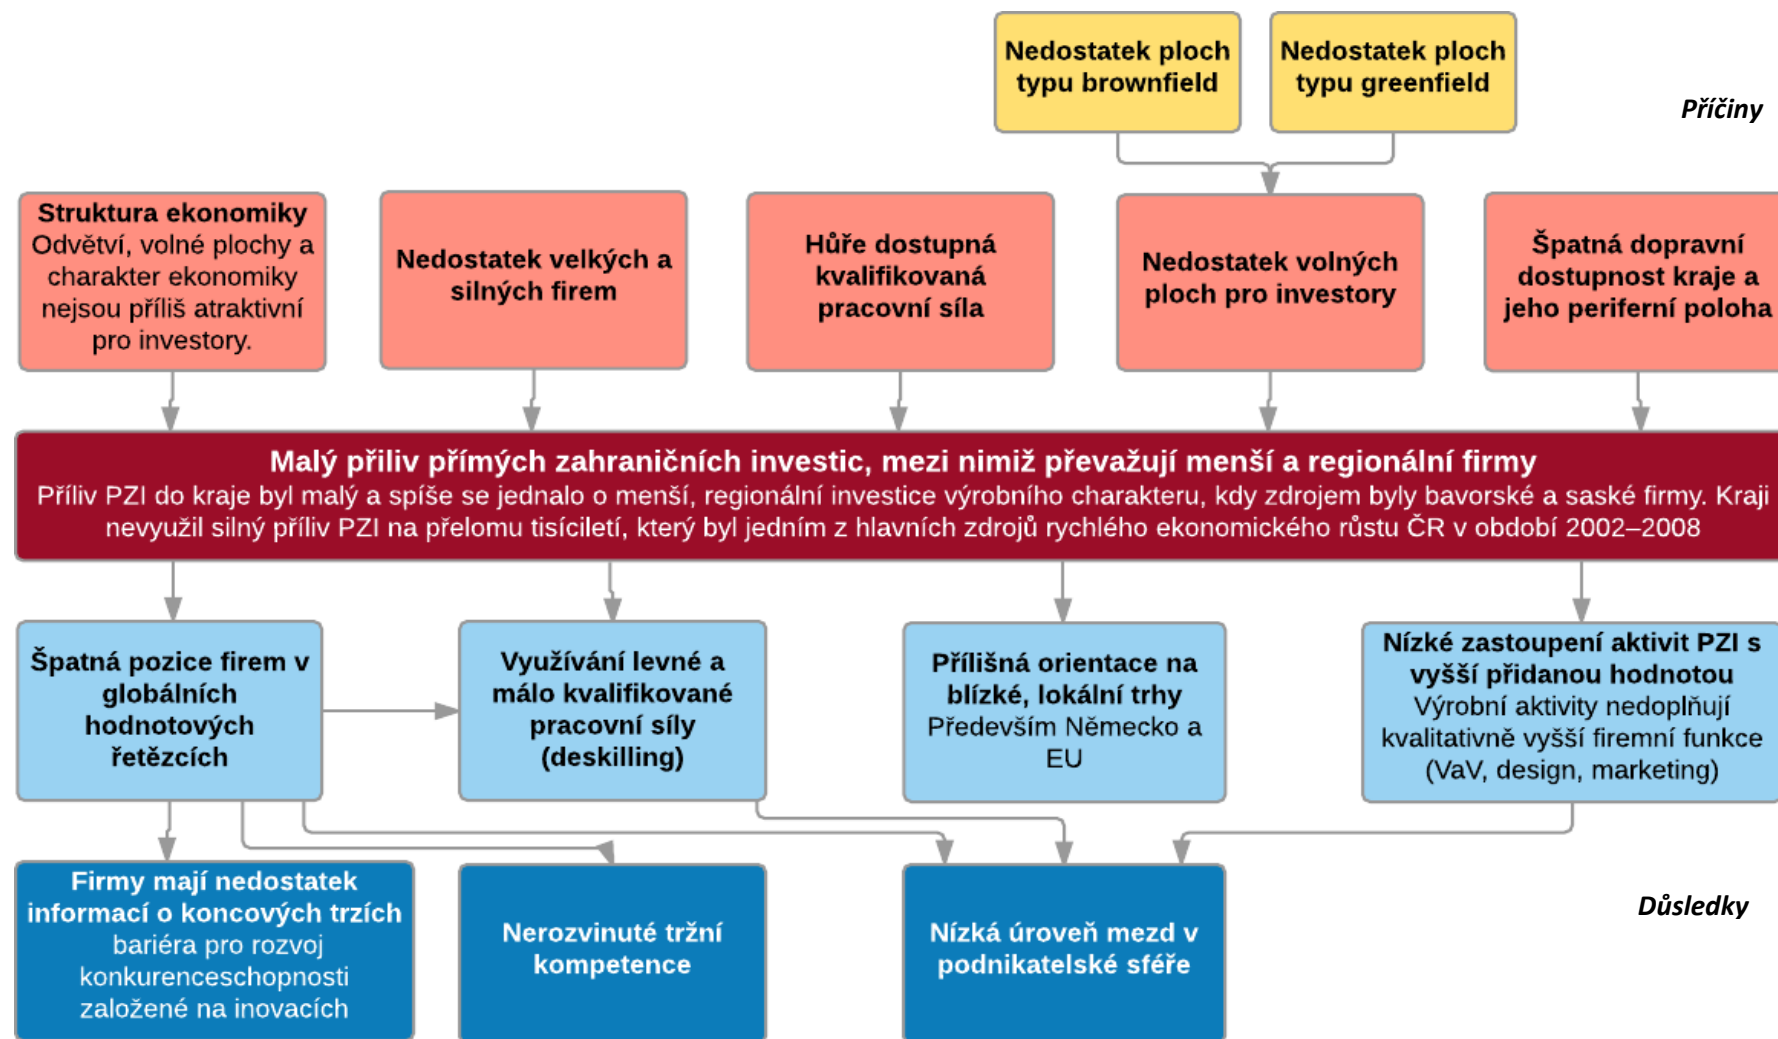 Nedostatek ploch
typu brownfield
Nedostatek ploch
typu greenfield
Příčiny
Struktura ekonomiky
Odvětví, volné plochy a
charakter ekonomiky
nejsou příliš atraktivní
pro investory.
Nedostatek velkých a
silných firem
Hůře dostupná
kvalifikovaná
pracovní síla
Nedostatek volných
ploch pro investory
Špatná dopravní
dostupnost kraje a
jeho periferní poloha
Malý přiliv přímých zahraničních investic, mezi nimiž převažují menší a regionální firmy
Příliv PZI do kraje byl malý a spíše se jednalo o menší, regionální investice výrobního charakteru, kdy zdrojem byly bavorské a saské firmy. Kraji
nevyužil silný příliv PZI na přelomu tisíciletí, který byl jedním z hlavních zdrojů rychlého ekonomického růstu ČR v období 2002–2008
Špatná pozice firem v
globálních
hodnotových
řetězcích
Využívání levné a
málo kvalifikované
pracovní síly
(deskilling)
Přílišná orientace na
blízké, lokální trhy
Především Německo a
EU
Nízké zastoupení aktivit PZI s
vyšší přidanou hodnotou
Výrobní aktivity nedoplňují
kvalitativně vyšší firemní funkce
(VaV, design, marketing)
Firmy mají nedostatek
informací o koncových trzích
bariéra pro rozvoj
konkurenceschopnosti
založené na inovacích
Nerozvinuté tržní
kompetence
Nízká úroveň mezd v
podnikatelské sféře
Důsledky